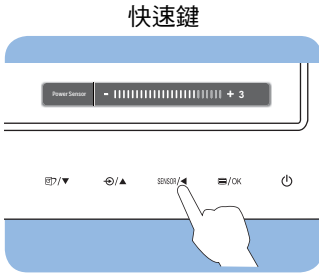 快速鍵
Power Sensor - + 3
/▼ /▲ SENSOR/◀ /OK